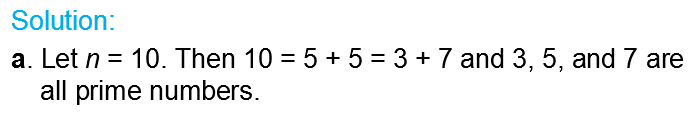 Solution:
a. Let n = 10. Then 10 = 5 + 5 = 3 + 7 and 3, 5, and 7 are
all prime numbers.